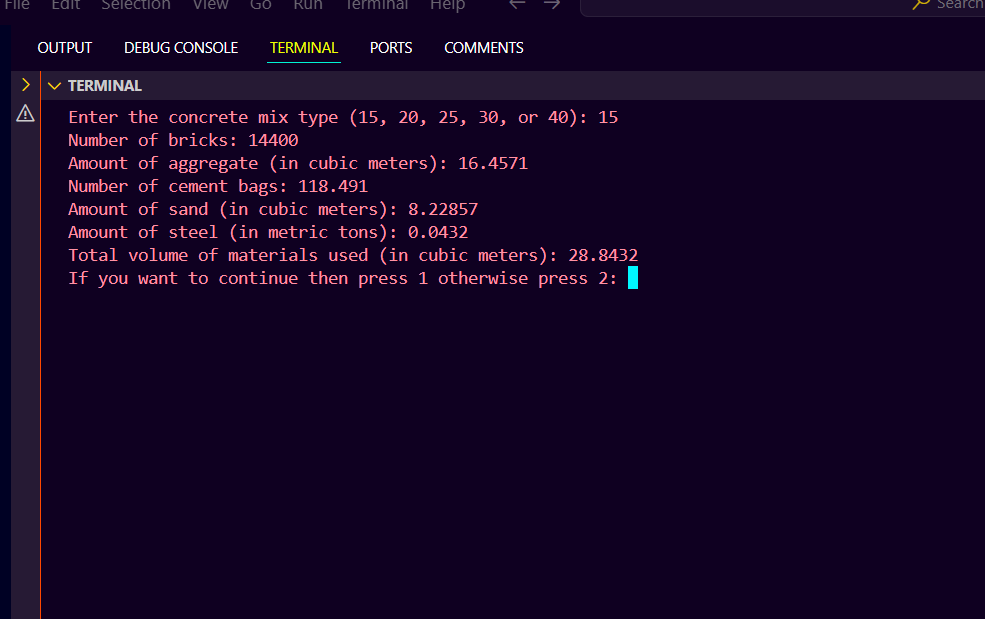 File Edit Selection View Go Run Terminal Help Search
OUTPUT DEBUG CONSOLE TERMINAL PORTS COMMENTS
TERMINAL
Enter the concrete mix type (15, 20, 25, 30, or 40): 15
Number of bricks: 14400
Amount of aggregate (in cubic meters): 16.4571
Number of cement bags: 118.491
Amount of sand (in cubic meters): 8.22857
Amount of steel (in metric tons): 0.0432
Total volume of materials used (in cubic meters): 28.8432
If you want to continue then press 1 otherwise press 2: